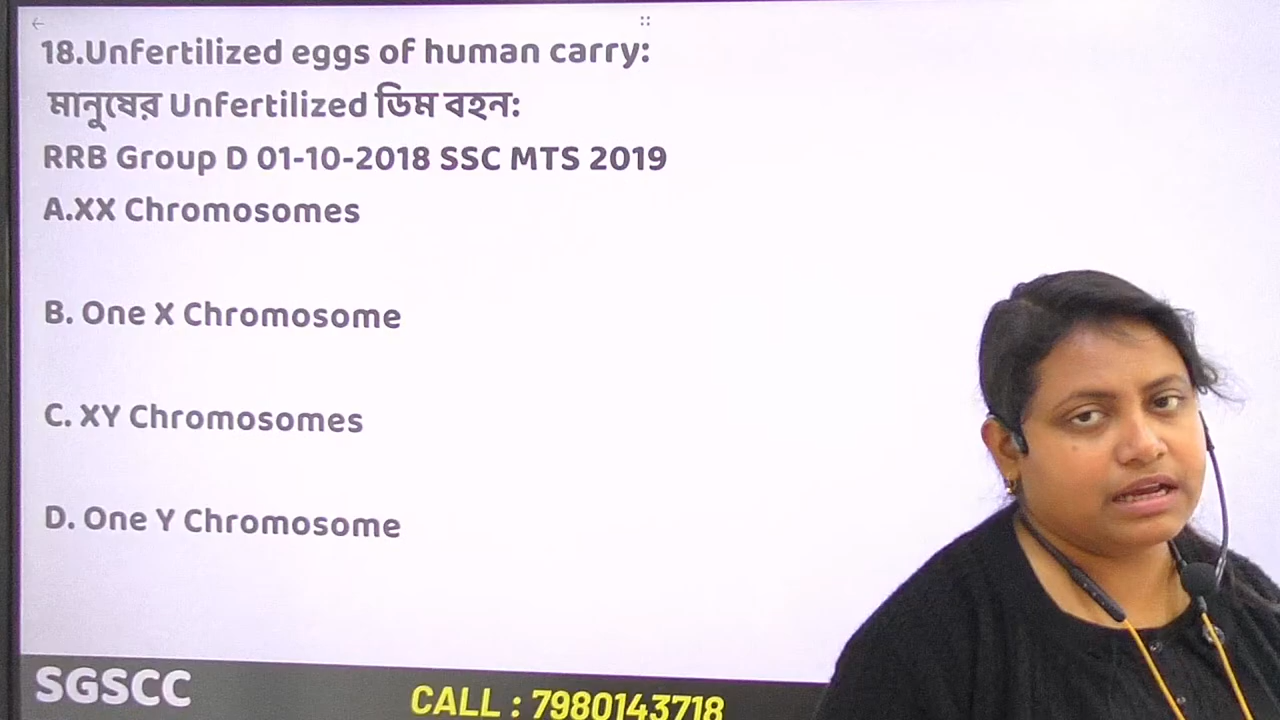 18.Unfertilized eggs of human carry:
মানুষের Unfertilized ডিম বহন:
RRB Group D 01-10-2018 SSC MTS 2019
A.XX Chromosomes
B. One X Chromosome
C. XY Chromosomes
D. One Y Chromosome
SGSCC
CALL : 7980143718